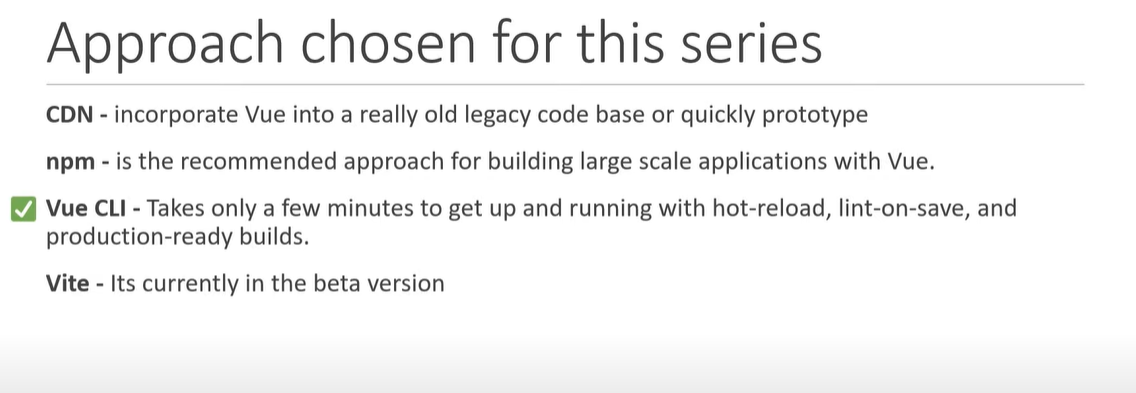 Approach chosen for this series
CDN - incorporate Vue into a really old legacy code base or quickly prototype
npm - is the recommended approach for building large scale applications with Vue.
Vue CLI - Takes only a few minutes to get up and running with hot-reload, lint-on-save, and
production-ready builds.
Vite - Its currently in the beta version